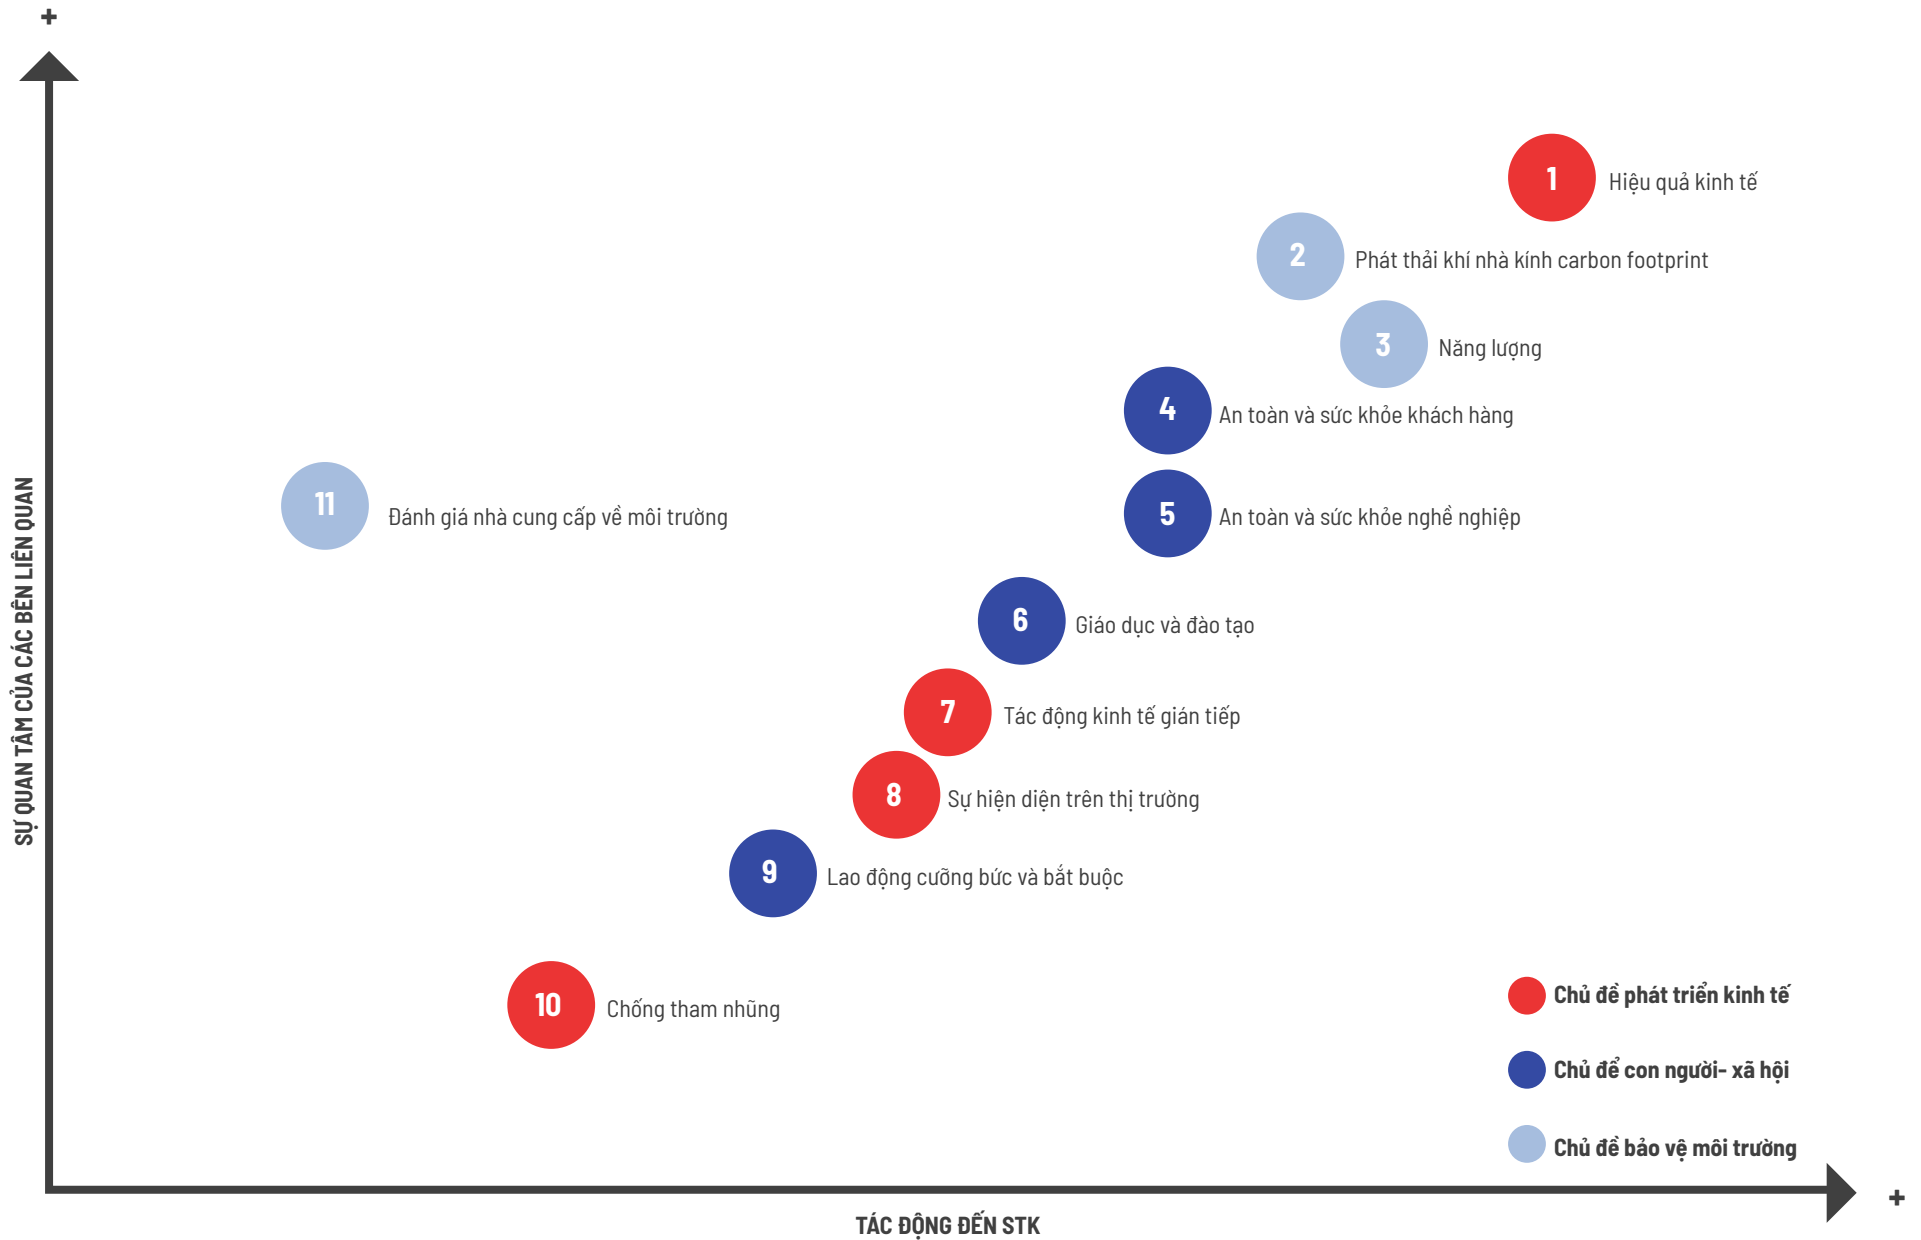 +
1
Hiệu quả kinh tế
2
Phát thải khí nhà kính carbon footprint
3
Năng lượng
4
An toàn và sức khỏe khách hàng
11
Đánh giá nhà cung cấp về môi trường
5
An toàn và sức khỏe nghề nghiệp
6
Giáo dục và đào tạo
7
Tác động kinh tế gián tiếp
8
Sự hiện diện trên thị trường
9
Lao động cưỡng bức và bắt buộc
10
Chống tham nhũng
SỰ QUAN TÂM CỦA CÁC BÊN LIÊN QUAN
Chủ đề phát triển kinh tế
Chủ để con người- xã hội
Chủ đề bảo vệ môi trường
+
TÁC ĐỘNG ĐẾN STK